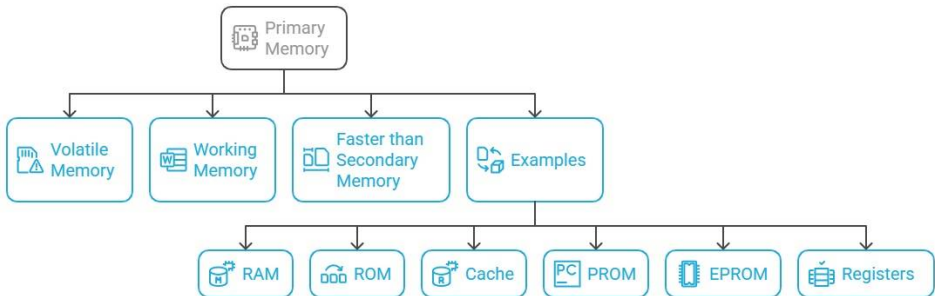 Primary
Memory
Volatile
Memory
Working
Memory
Faster than
Secondary
Memory
Examples
RAM
ROM
Cache
PROM
EPROM
Registers